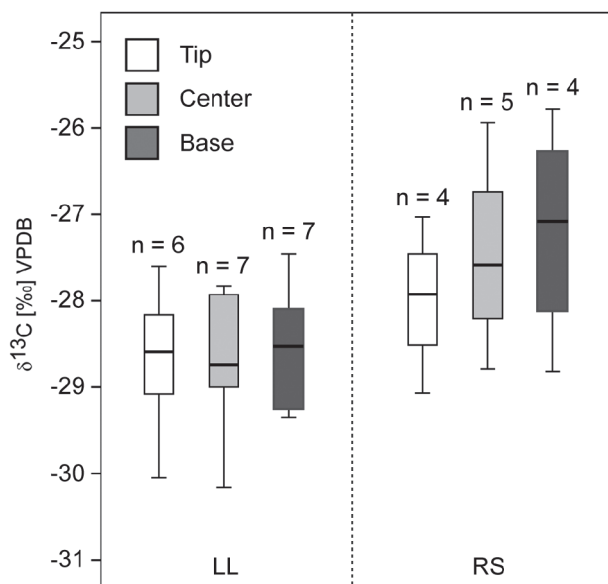 -25
-26
-27
-28
-29
-30
-31
δ13C [‰] VPDB
Tip
Center
Base
n = 6
n = 7
n = 7
n = 4
n = 5
n = 4
LL
RS